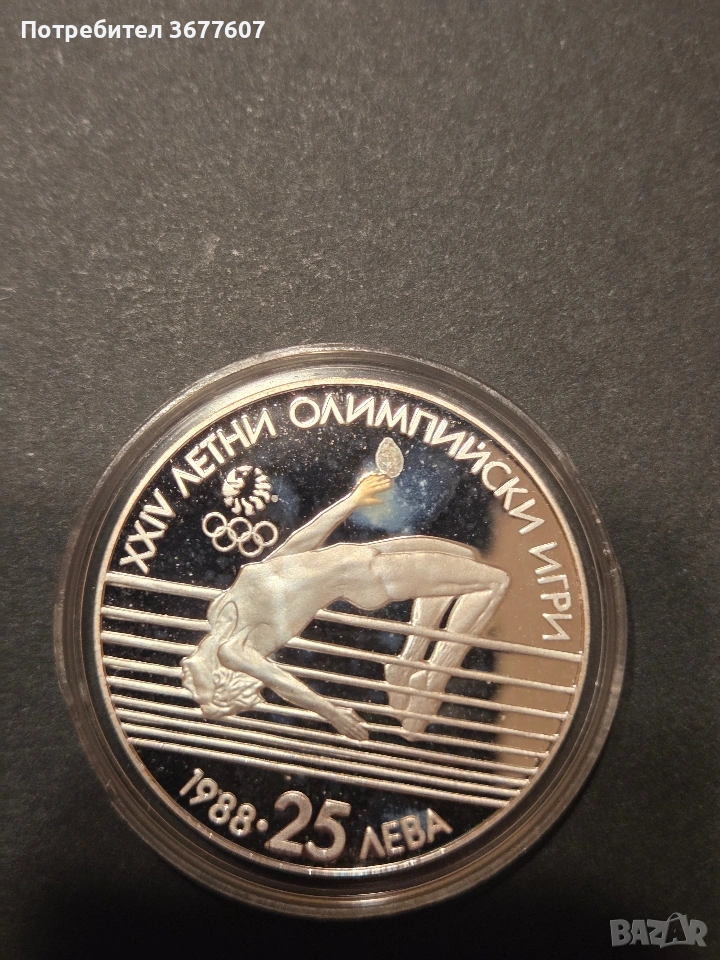 Потребител 3677607
XXIV ЛЕТНИ ОЛИМПИЙСКИ ИГРИ
1988 · 25 ЛЕВА
BAZAR